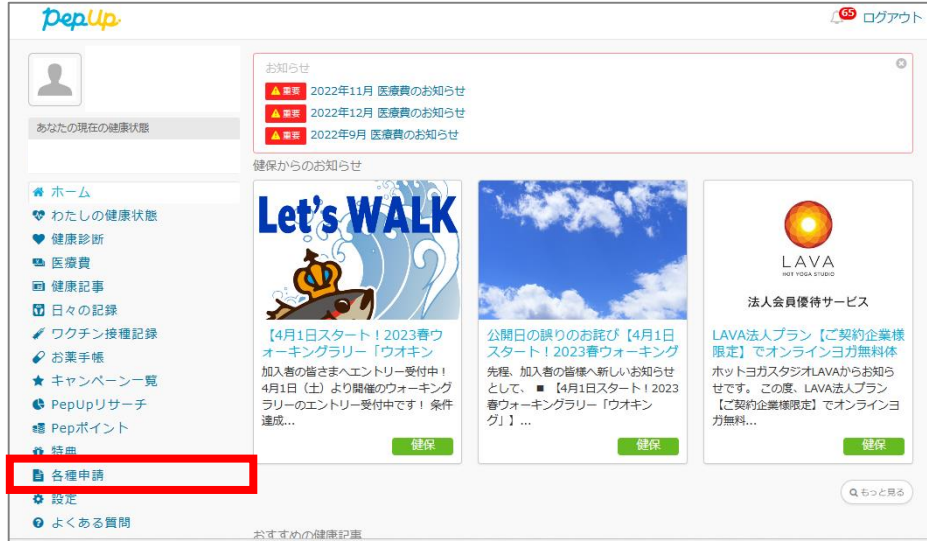 PepUp
65 ログアウト
あなたの現在の健康状態
ホーム
わたしの健康状態
健康診断
医療費
健康記事
日々の記録
ワクチン接種記録
お薬手帳
キャンペーン一覧
PepUpリサーチ
Pepポイント
特典
各種申請
設定
よくある質問
お知らせ
重要 2022年11月 医療費のお知らせ
重要 2022年12月 医療費のお知らせ
重要 2022年9月 医療費のお知らせ
健保からのお知らせ
Let's WALK
【4月1日スタート！2023春ウ
ォーキングラリー「ウオキン
加入者の皆さまへエントリー受付中！
4月1日（土）より開催のウォーキング
ラリーのエントリー受付中です！ 条件
達成...
健保
公開日の誤りのお詫び【4月1日
スタート！2023春ウォーキング
先程、加入者の皆様へ新しいお知らせ
として、■ 【4月1日スタート！2023
春ウォーキングラリー「ウオキン
グ」】...
健保
LAVA
HOT YOGA STUDIO
法人会員優待サービス
LAVA法人プラン【ご契約企業様
限定】でオンラインヨガ無料体
ホットヨガスタジオLAVAからお知ら
せです。 この度、LAVA法人プラン
【ご契約企業様限定】でオンラインヨ
ガ無料...
健保
もっと見る
おすすめの健康記事